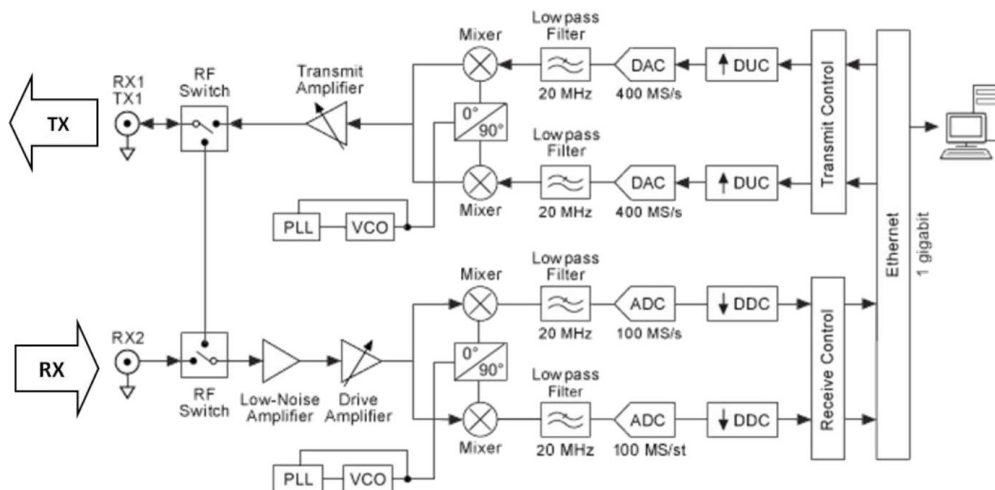 TX
RX1
TX1
RF
Switch
Transmit
Amplifier
Mixer
0°
90°
Mixer
PLL
VCO
Lowpass
Filter
20 MHz
DAC
400 MS/s
↑ DUC
Lowpass
Filter
20 MHz
DAC
400 MS/s
↑ DUC
Transmit Control
Ethernet
1 gigabit
RX
RX2
RF
Switch
Low-Noise
Amplifier
Drive
Amplifier
Mixer
0°
90°
Mixer
PLL
VCO
Lowpass
Filter
20 MHz
ADC
100 MS/s
↓ DDC
Lowpass
Filter
20 MHz
ADC
100 MS/st
↓ DDC
Receive Control